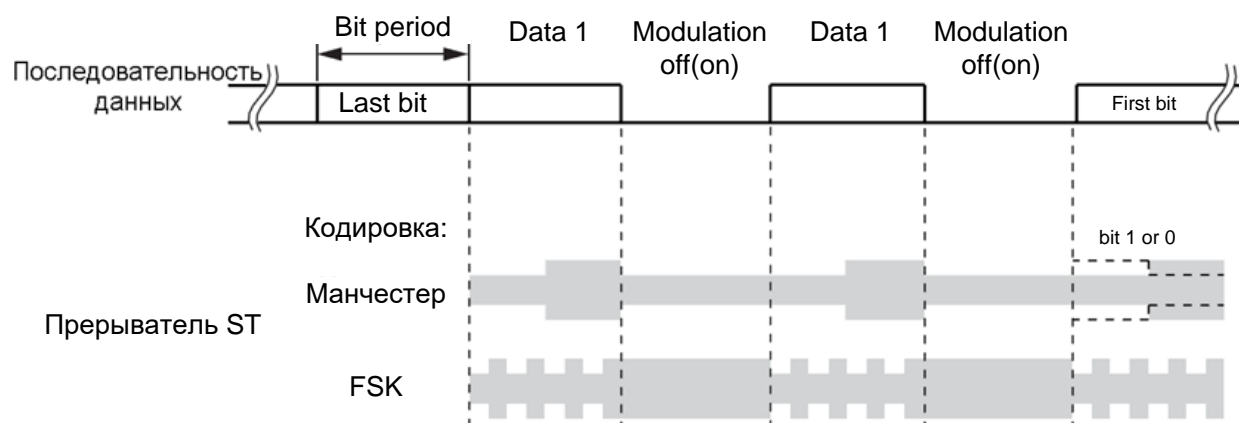 Bit period
Data 1
Modulation
off(on)
Data 1
Modulation
off(on)
Последовательность
данных
Last bit
First bit
Кодировка:
bit 1 or 0
Манчестер
Прерыватель ST
FSK